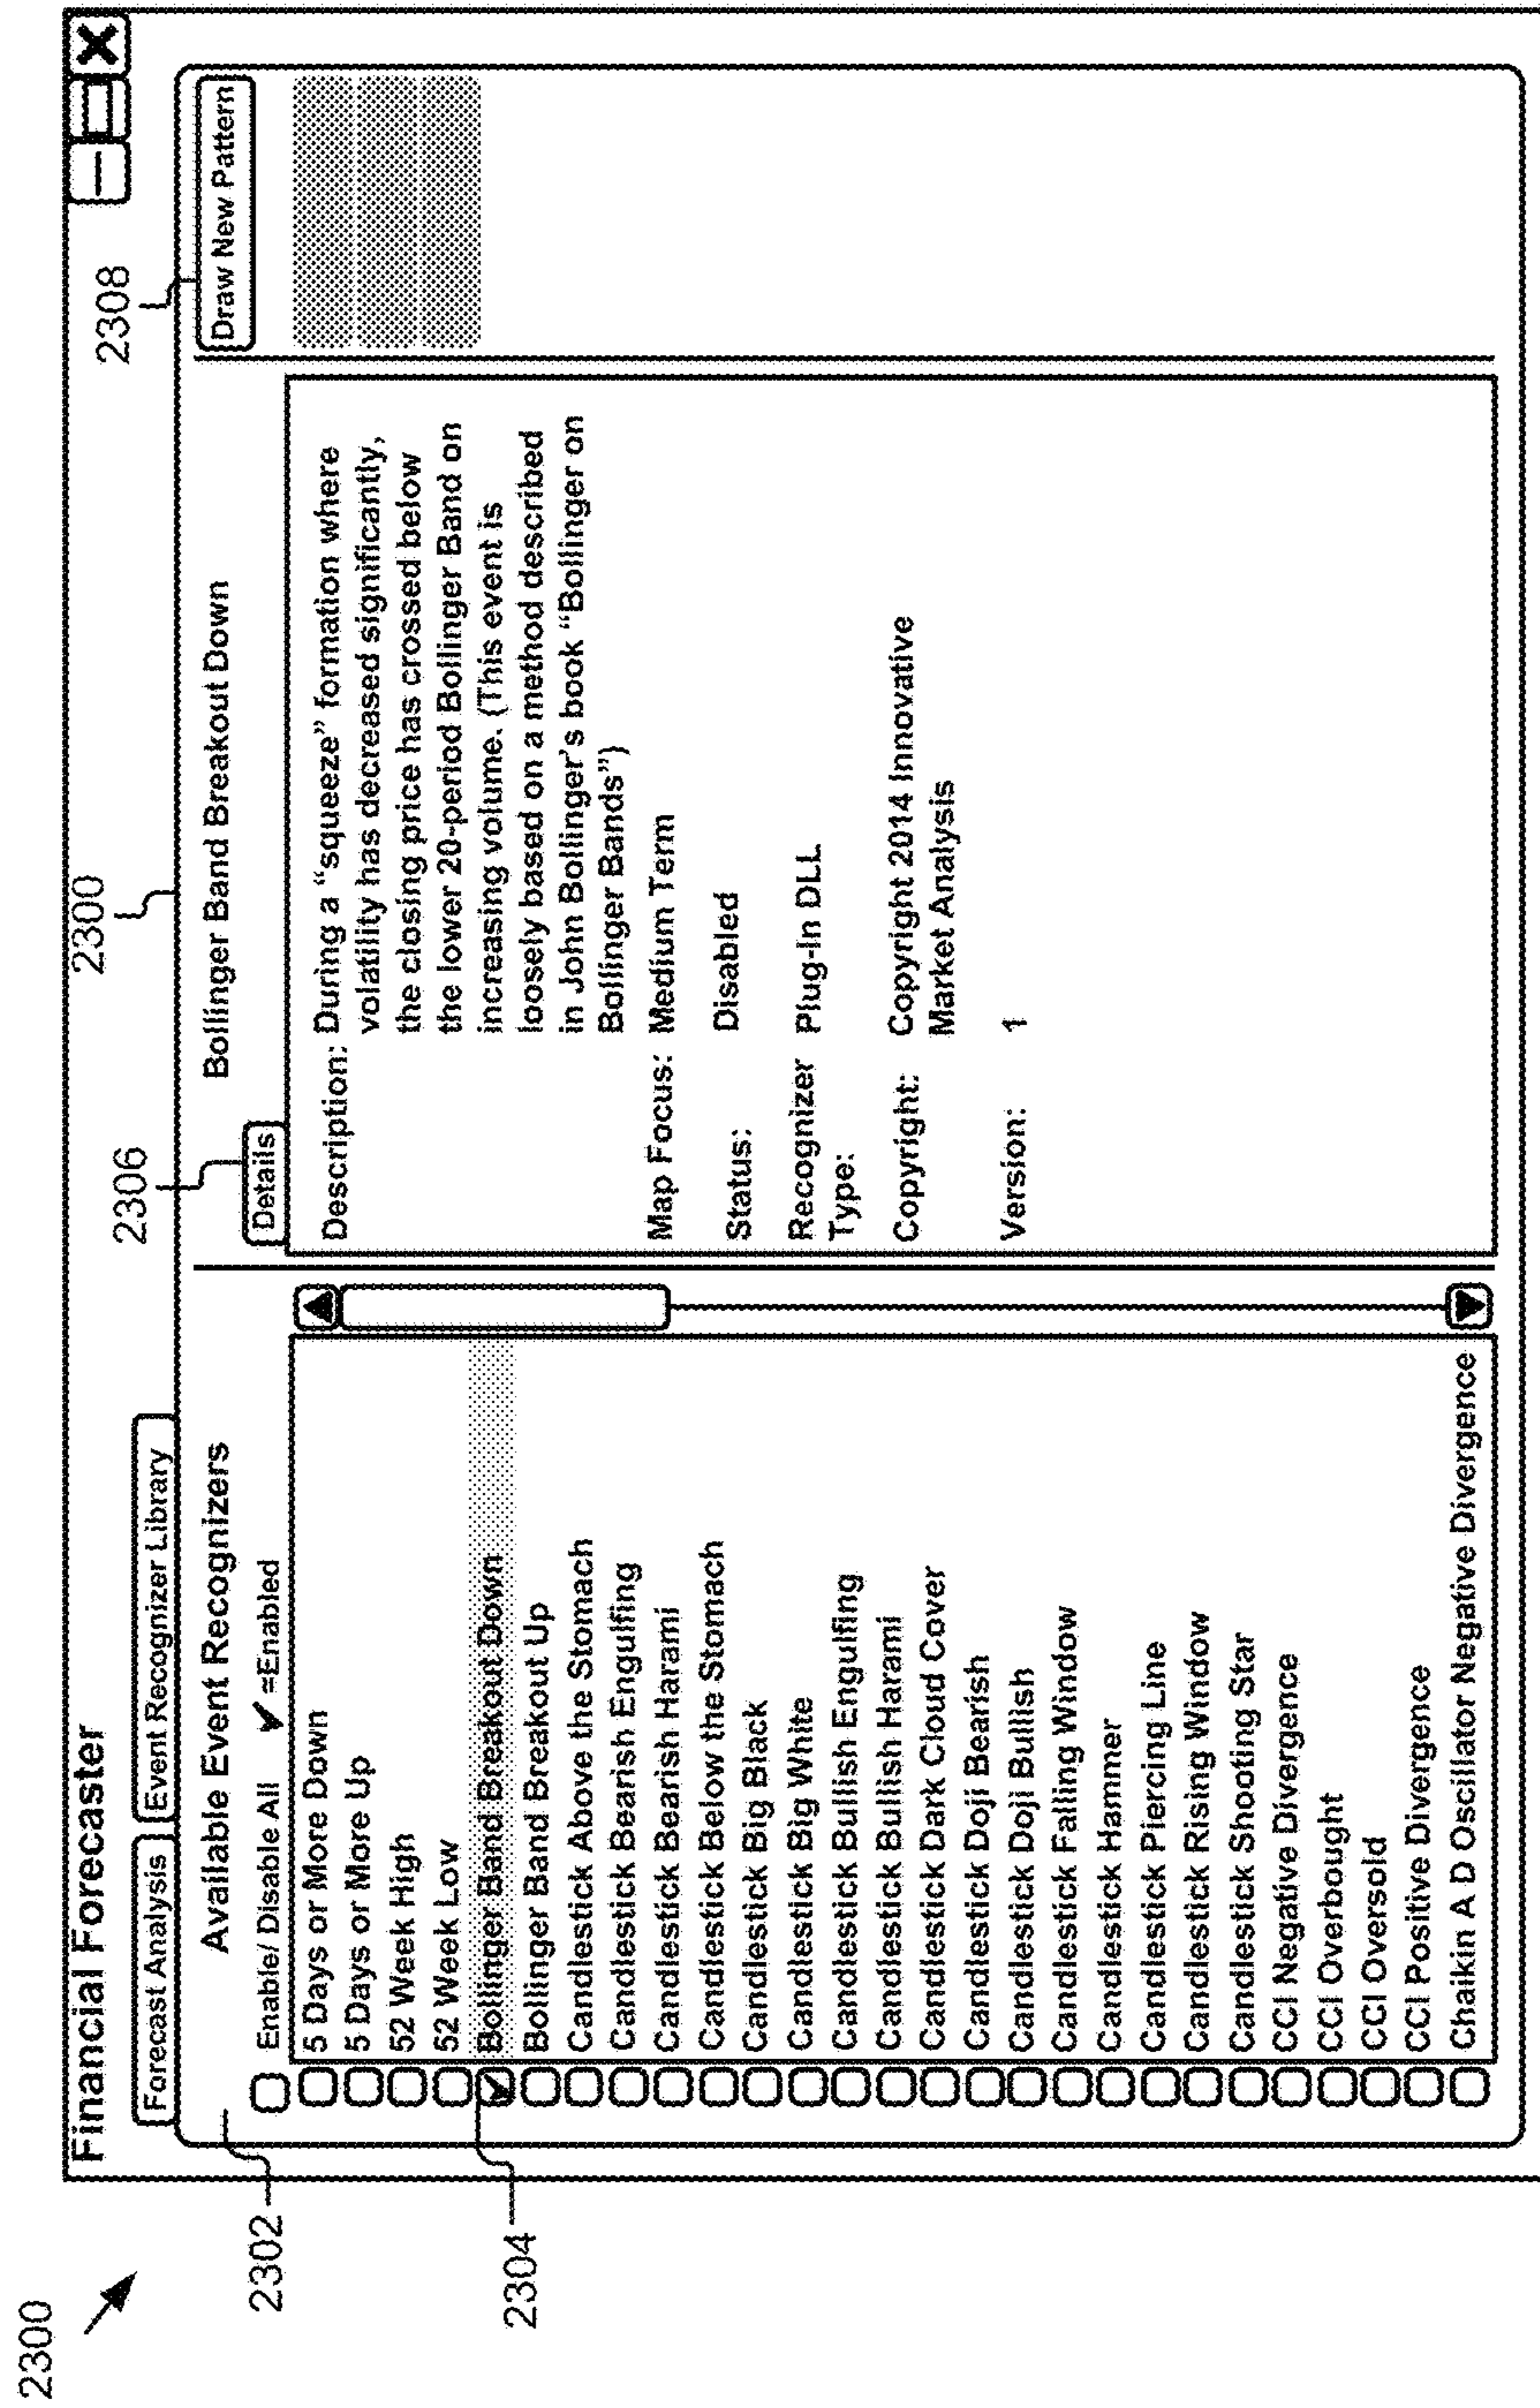 2300
Financial Forecaster
2306
2300
2308
Forecast Analysis
Event Recognizer Library
2302
Available Event Recognizers
Enable/ Disable All ✔ =Enabled
5 Days or More Down
5 Days or More Up
52 Week High
52 Week Low
2304
Bollinger Band Breakout Down
Bollinger Band Breakout Up
Candlestick Above the Stomach
Candlestick Bearish Engulfing
Candlestick Bearish Harami
Candlestick Below the Stomach
Candlestick Big Black
Candlestick Big White
Candlestick Bullish Engulfing
Candlestick Bullish Harami
Candlestick Dark Cloud Cover
Candlestick Doji Bearish
Candlestick Doji Bullish
Candlestick Falling Window
Candlestick Hammer
Candlestick Piercing Line
Candlestick Rising Window
Candlestick Shooting Star
CCI Negative Divergence
CCI Overbought
CCI Oversold
CCI Positive Divergence
Chaikin A D Oscillator Negative Divergence
Bollinger Band Breakout Down
Details
Description: During a “squeeze” formation where
volatility has decreased significantly,
the closing price has crossed below
the lower 20-period Bollinger Band on
increasing volume. (This event is
loosely based on a method described
in John Bollinger’s book “Bollinger on
Bollinger Bands”)
Map Focus: Medium Term
Status: Disabled
Recognizer Plug-In DLL
Type:
Copyright: Copyright 2014 Innovative
Market Analysis
Version: 1
Draw New Pattern